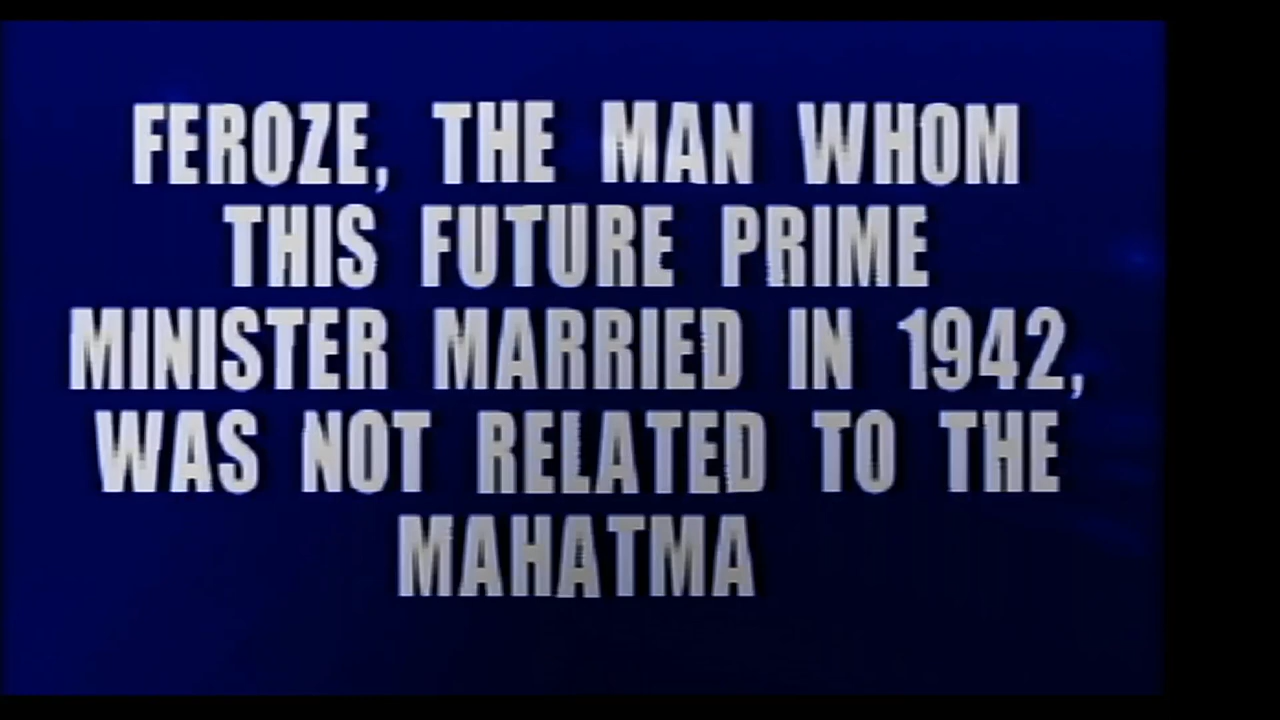 FEROZE, THE MAN WHOM
THIS FUTURE PRIME
MINISTER MARRIED IN 1942,
WAS NOT RELATED TO THE
MAHATMA